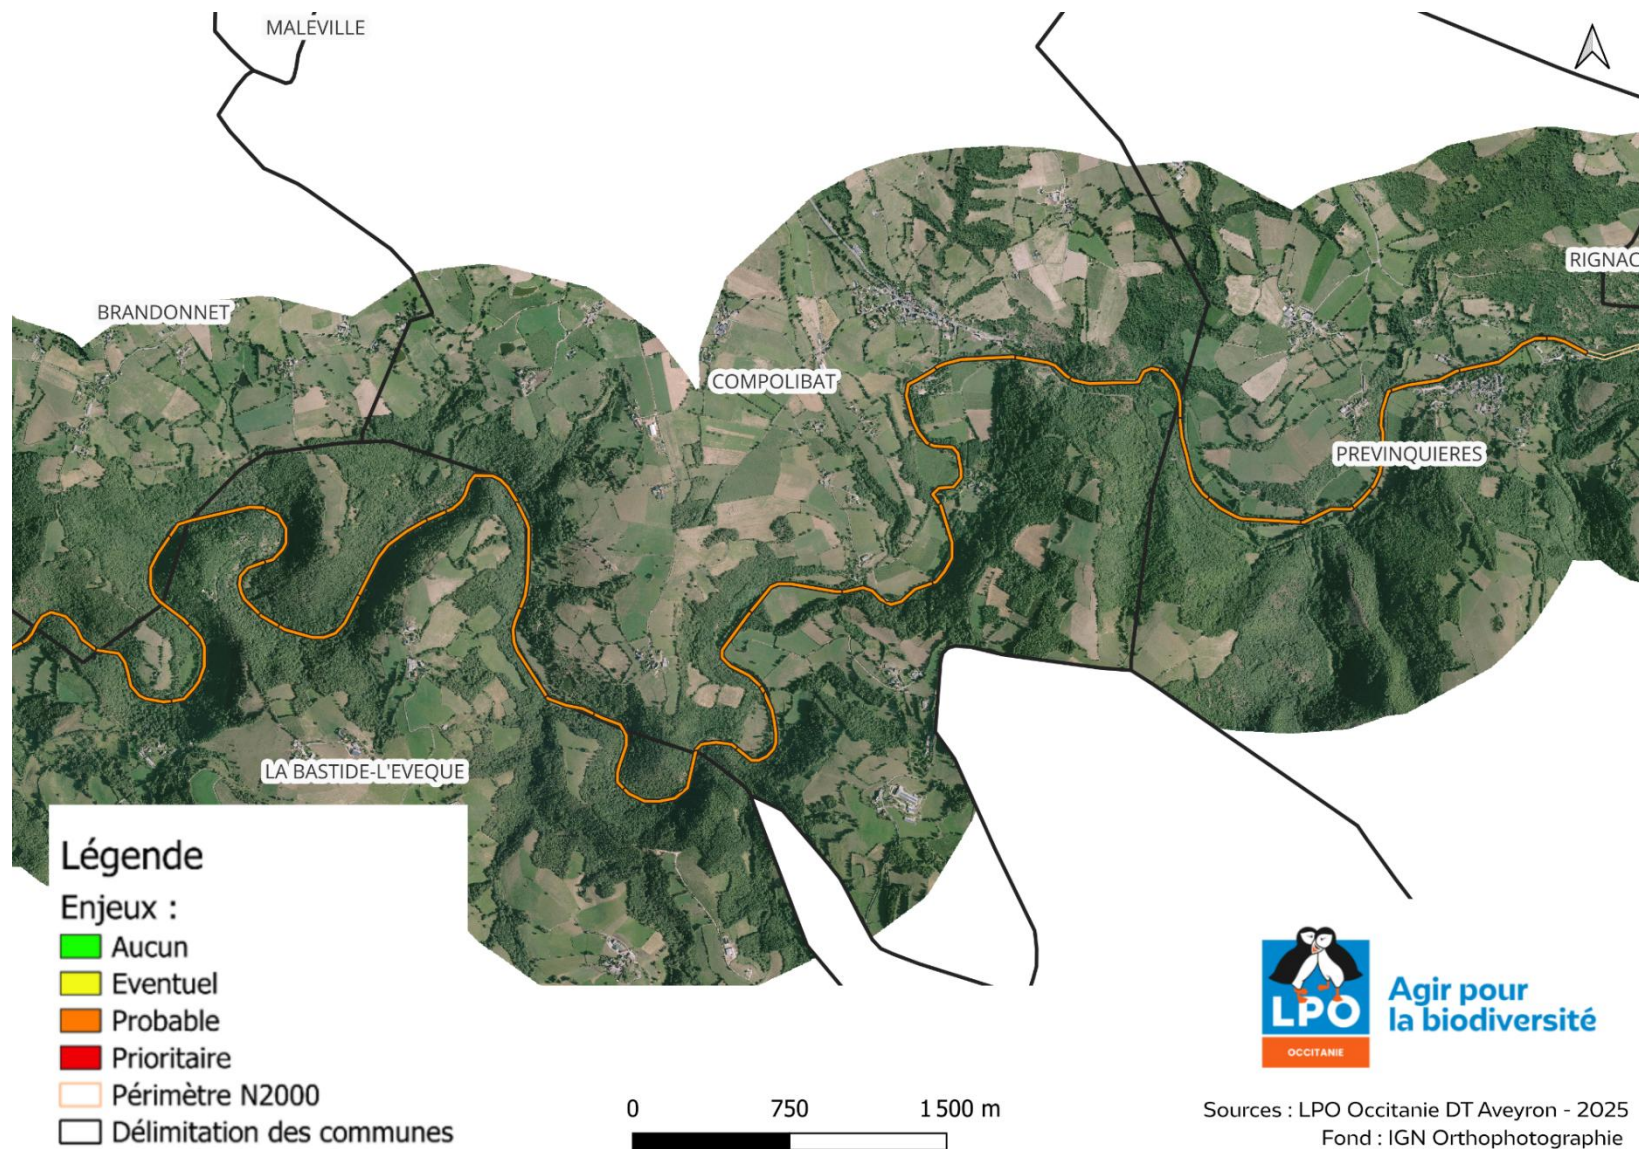 MALEVILLE
RIGNAC
BRANDONNET
COMPOLIBAT
PREVINQUIERES
LA BASTIDE-L'EVEQUE
Légende
Enjeux :
Aucun
Eventuel
Probable
Prioritaire
Périmètre N2000
Délimitation des communes
0 750 1 500 m
LPO
OCCITANIE
Agir pour
la biodiversité
Sources : LPO Occitanie DT Aveyron - 2025
Fond : IGN Orthophotographie